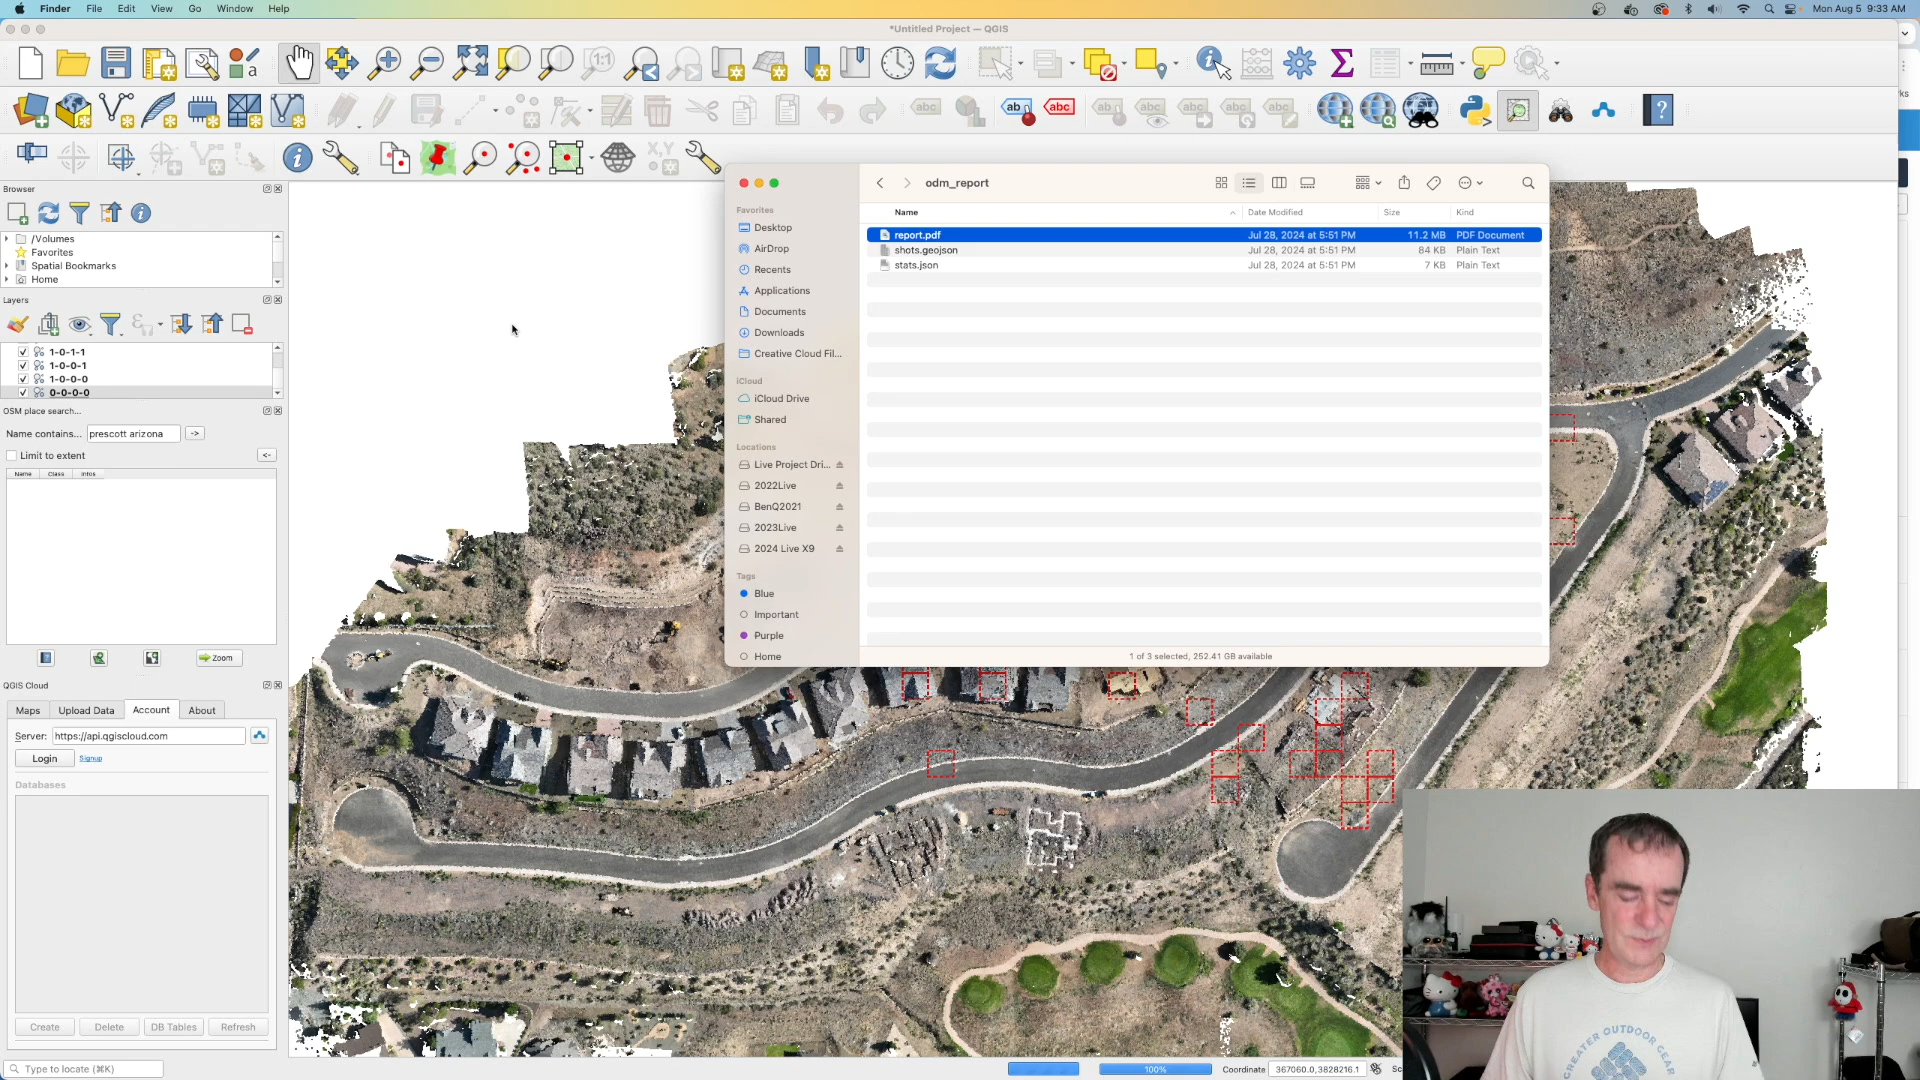 Finder File Edit View Go Window Help
Mon Aug 5 9:33 AM
*Untitled Project — QGIS
Browser
/Volumes
Favorites
Spatial Bookmarks
Home
Layers
1-0-1-1
1-0-0-1
1-0-0-0
0-0-0-0
OSM place search...
Name contains... prescott arizona ->
Limit to extent <-
Name Class Infos
Zoom
QGIS Cloud
Maps Upload Data Account About
Server: https://api.qgiscloud.com
Login Signup
Databases
Create Delete DB Tables Refresh
Type to locate (⌘K)
100% Coordinate 367060.0,3828216.1
odm_report
Favorites
Desktop
AirDrop
Recents
Applications
Documents
Downloads
Creative Cloud Fil...
iCloud
iCloud Drive
Shared
Locations
Live Project Dri...
2022Live
BenQ2021
2023Live
2024 Live X9
Tags
Blue
Important
Purple
Home
Name Date Modified Size Kind
report.pdf Jul 28, 2024 at 5:51 PM 11.2 MB PDF Document
shots.geojson Jul 28, 2024 at 5:51 PM 84 KB Plain Text
stats.json Jul 28, 2024 at 5:51 PM 7 KB Plain Text
1 of 3 selected, 252.41 GB available
OUTDOOR GEAR